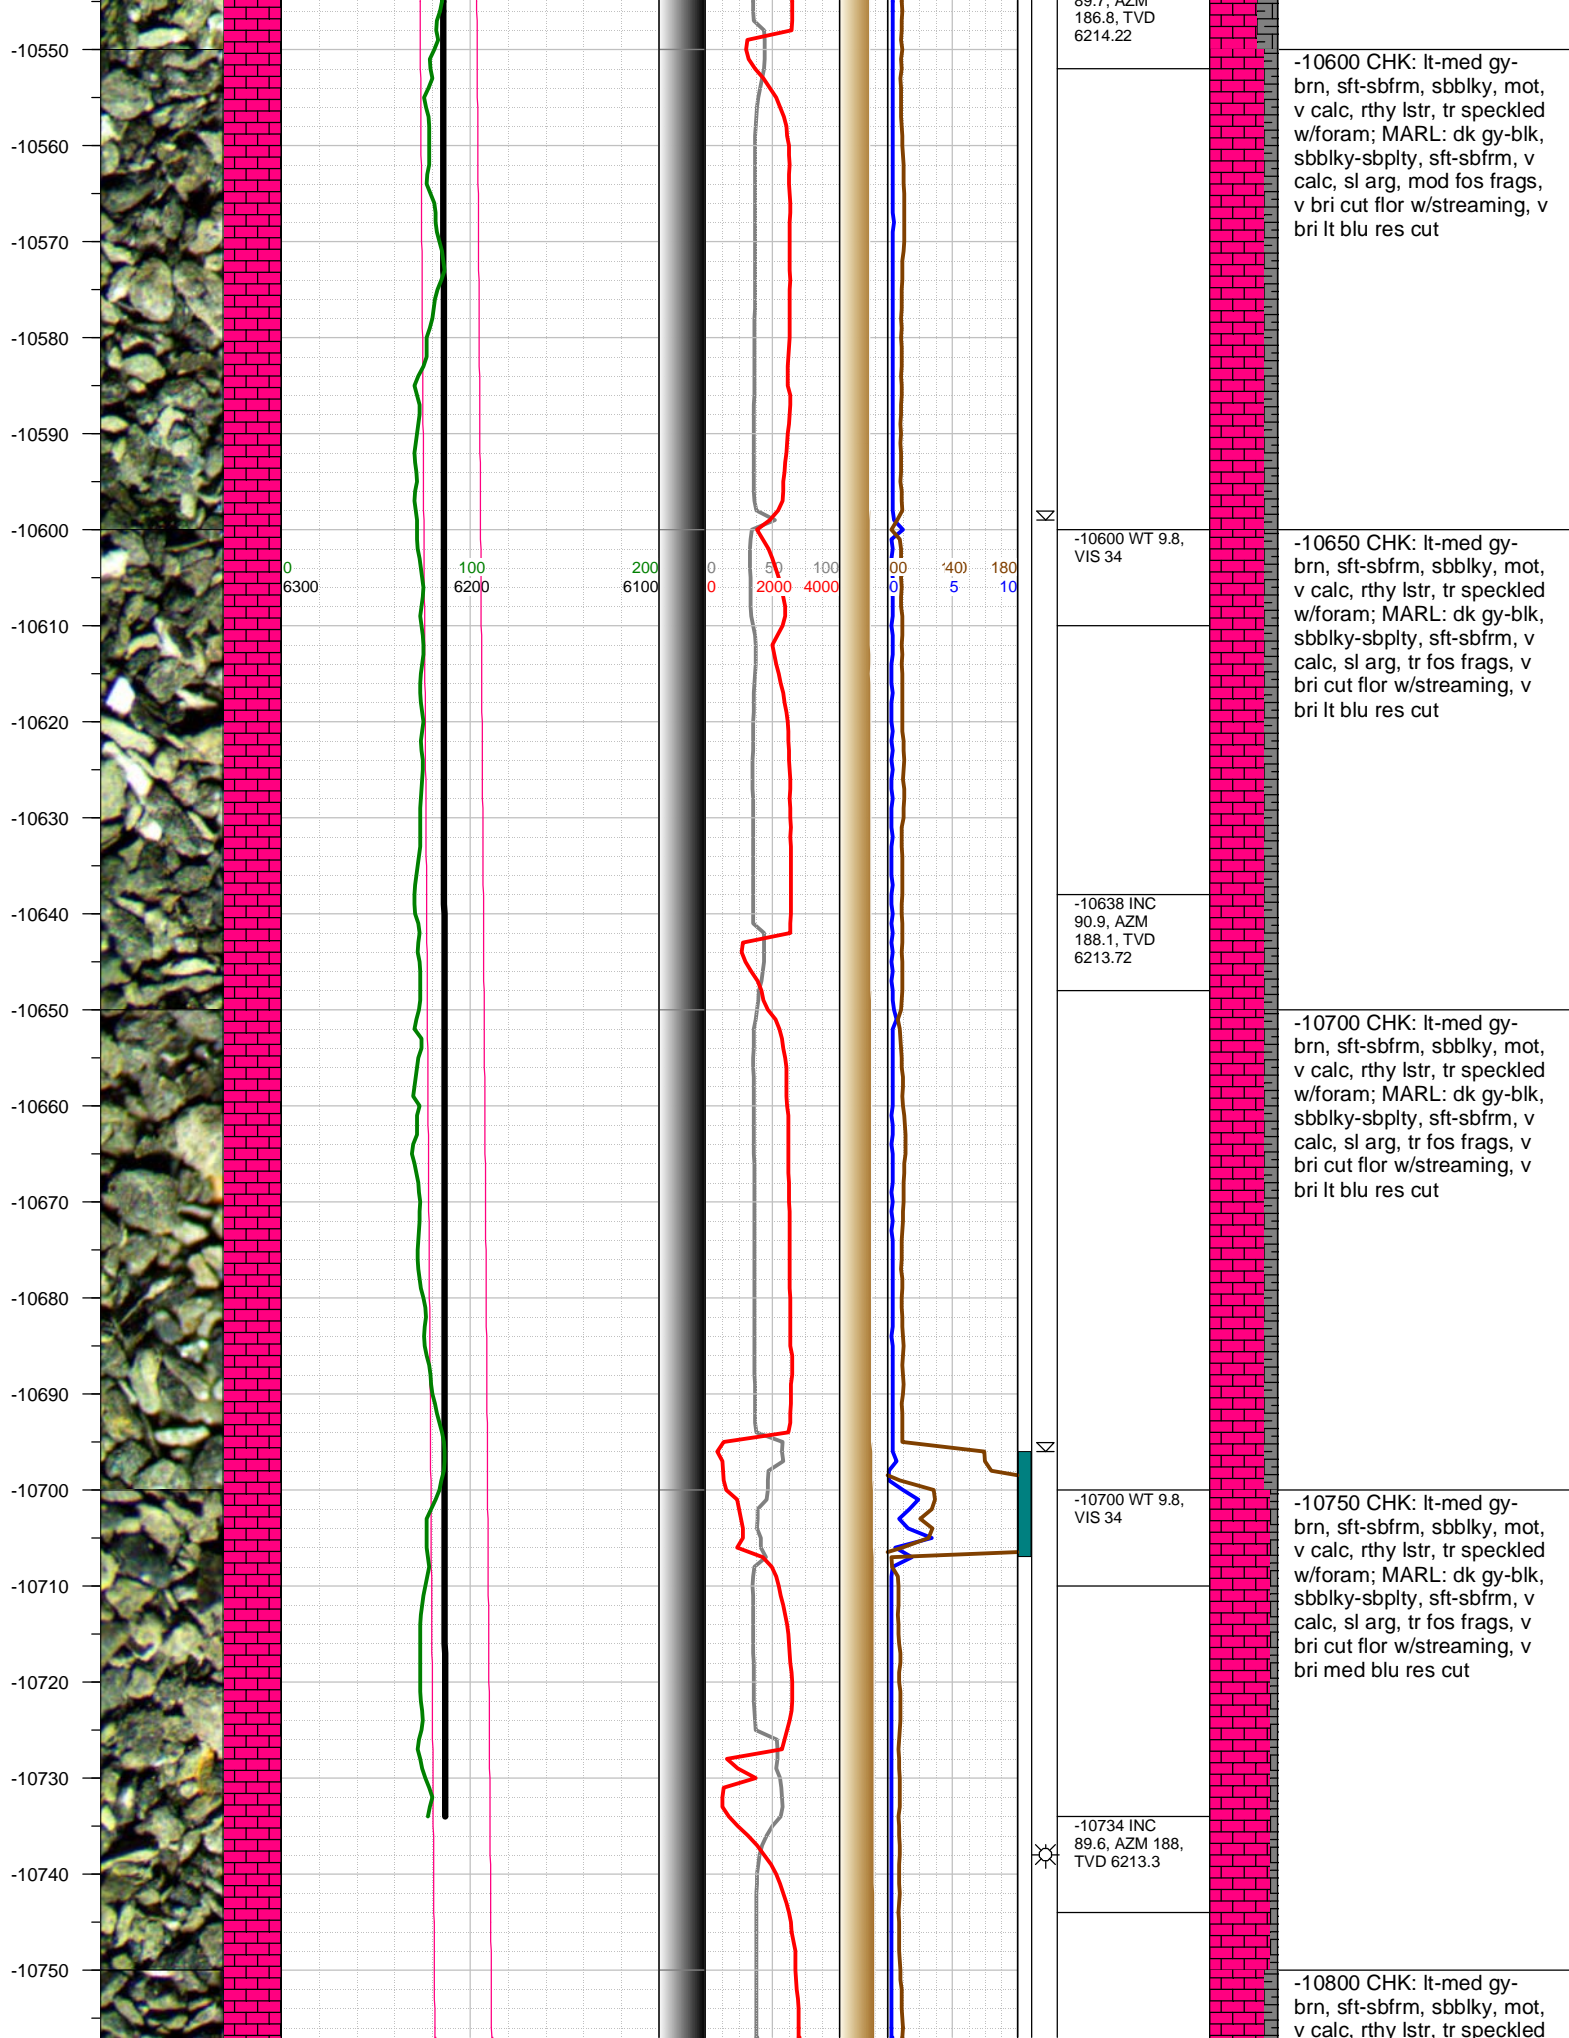 -10550
-10560
-10570
-10580
-10590
-10600
-10610
-10620
-10630
-10640
-10650
-10660
-10670
-10680
-10690
-10700
-10710
-10720
-10730
-10740
-10750
0 100 200
6300 6200 6100
0 50 100
0 2000 4000
00 140 180
0 5 10
186.8, TVD
6214.22
-10600 WT 9.8,
VIS 34
-10638 INC
90.9, AZM
188.1, TVD
6213.72
-10700 WT 9.8,
VIS 34
-10734 INC
89.6, AZM 188,
TVD 6213.3
-10600 CHK: lt-med gy-
brn, sft-sbfrm, sbblky, mot,
v calc, rthy lstr, tr speckled
w/foram; MARL: dk gy-blk,
sbblky-sbplty, sft-sbfrm, v
calc, sl arg, mod fos frags,
v bri cut flor w/streaming, v
bri lt blu res cut
-10650 CHK: lt-med gy-
brn, sft-sbfrm, sbblky, mot,
v calc, rthy lstr, tr speckled
w/foram; MARL: dk gy-blk,
sbblky-sbplty, sft-sbfrm, v
calc, sl arg, tr fos frags, v
bri cut flor w/streaming, v
bri lt blu res cut
-10700 CHK: lt-med gy-
brn, sft-sbfrm, sbblky, mot,
v calc, rthy lstr, tr speckled
w/foram; MARL: dk gy-blk,
sbblky-sbplty, sft-sbfrm, v
calc, sl arg, tr fos frags, v
bri cut flor w/streaming, v
bri lt blu res cut
-10750 CHK: lt-med gy-
brn, sft-sbfrm, sbblky, mot,
v calc, rthy lstr, tr speckled
w/foram; MARL: dk gy-blk,
sbblky-sbplty, sft-sbfrm, v
calc, sl arg, tr fos frags, v
bri cut flor w/streaming, v
bri med blu res cut
-10800 CHK: lt-med gy-
brn, sft-sbfrm, sbblky, mot,
v calc, rthy lstr, tr speckled